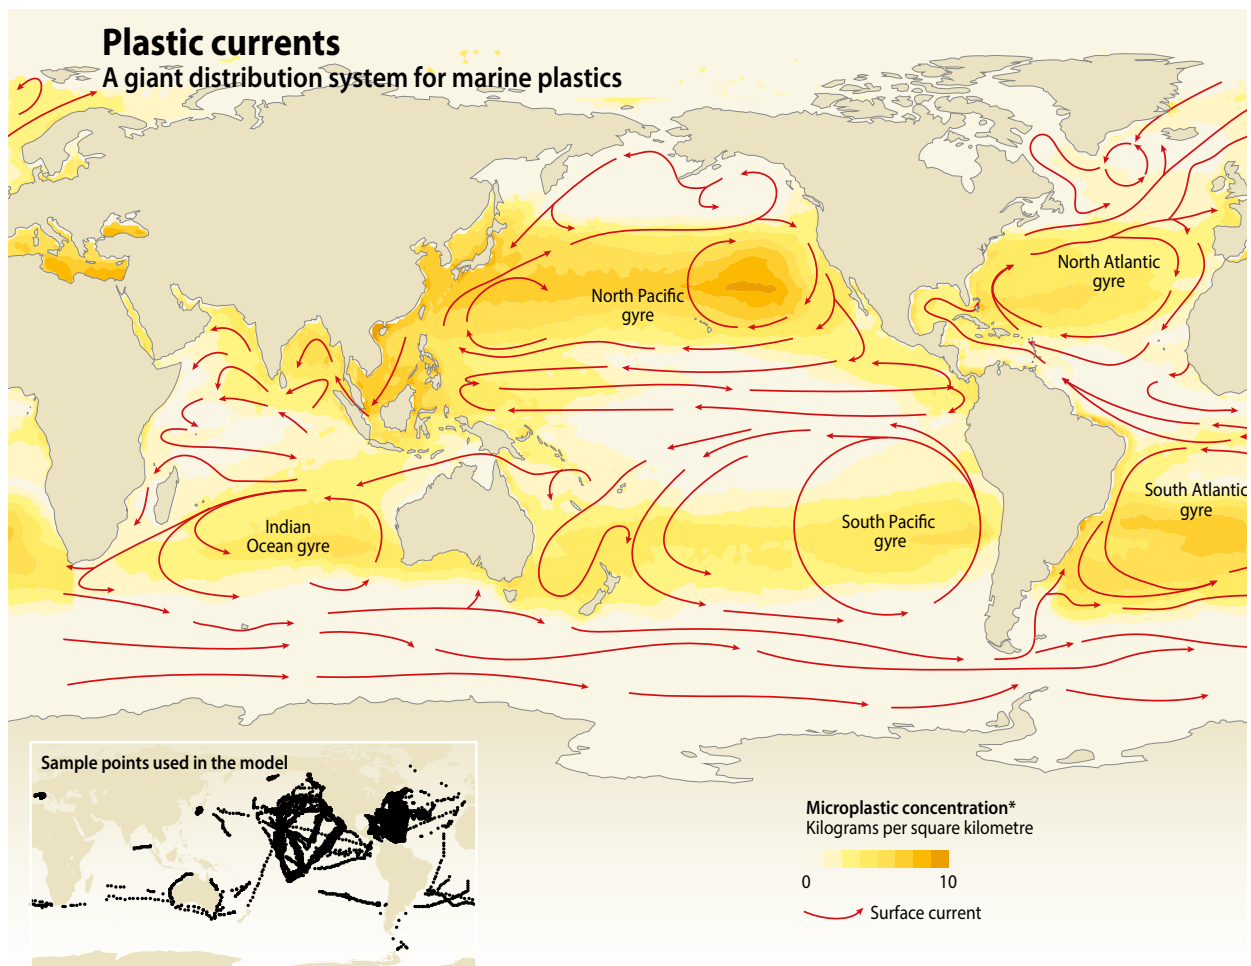 Plastic currents
A giant distribution system for marine plastics
North Atlantic
gyre
North Pacific
gyre
South Atlantic
gyre
Indian
Ocean gyre
South Pacific
gyre
Sample points used in the model
Microplastic concentration*
Kilograms per square kilometre
0 10
Surface current